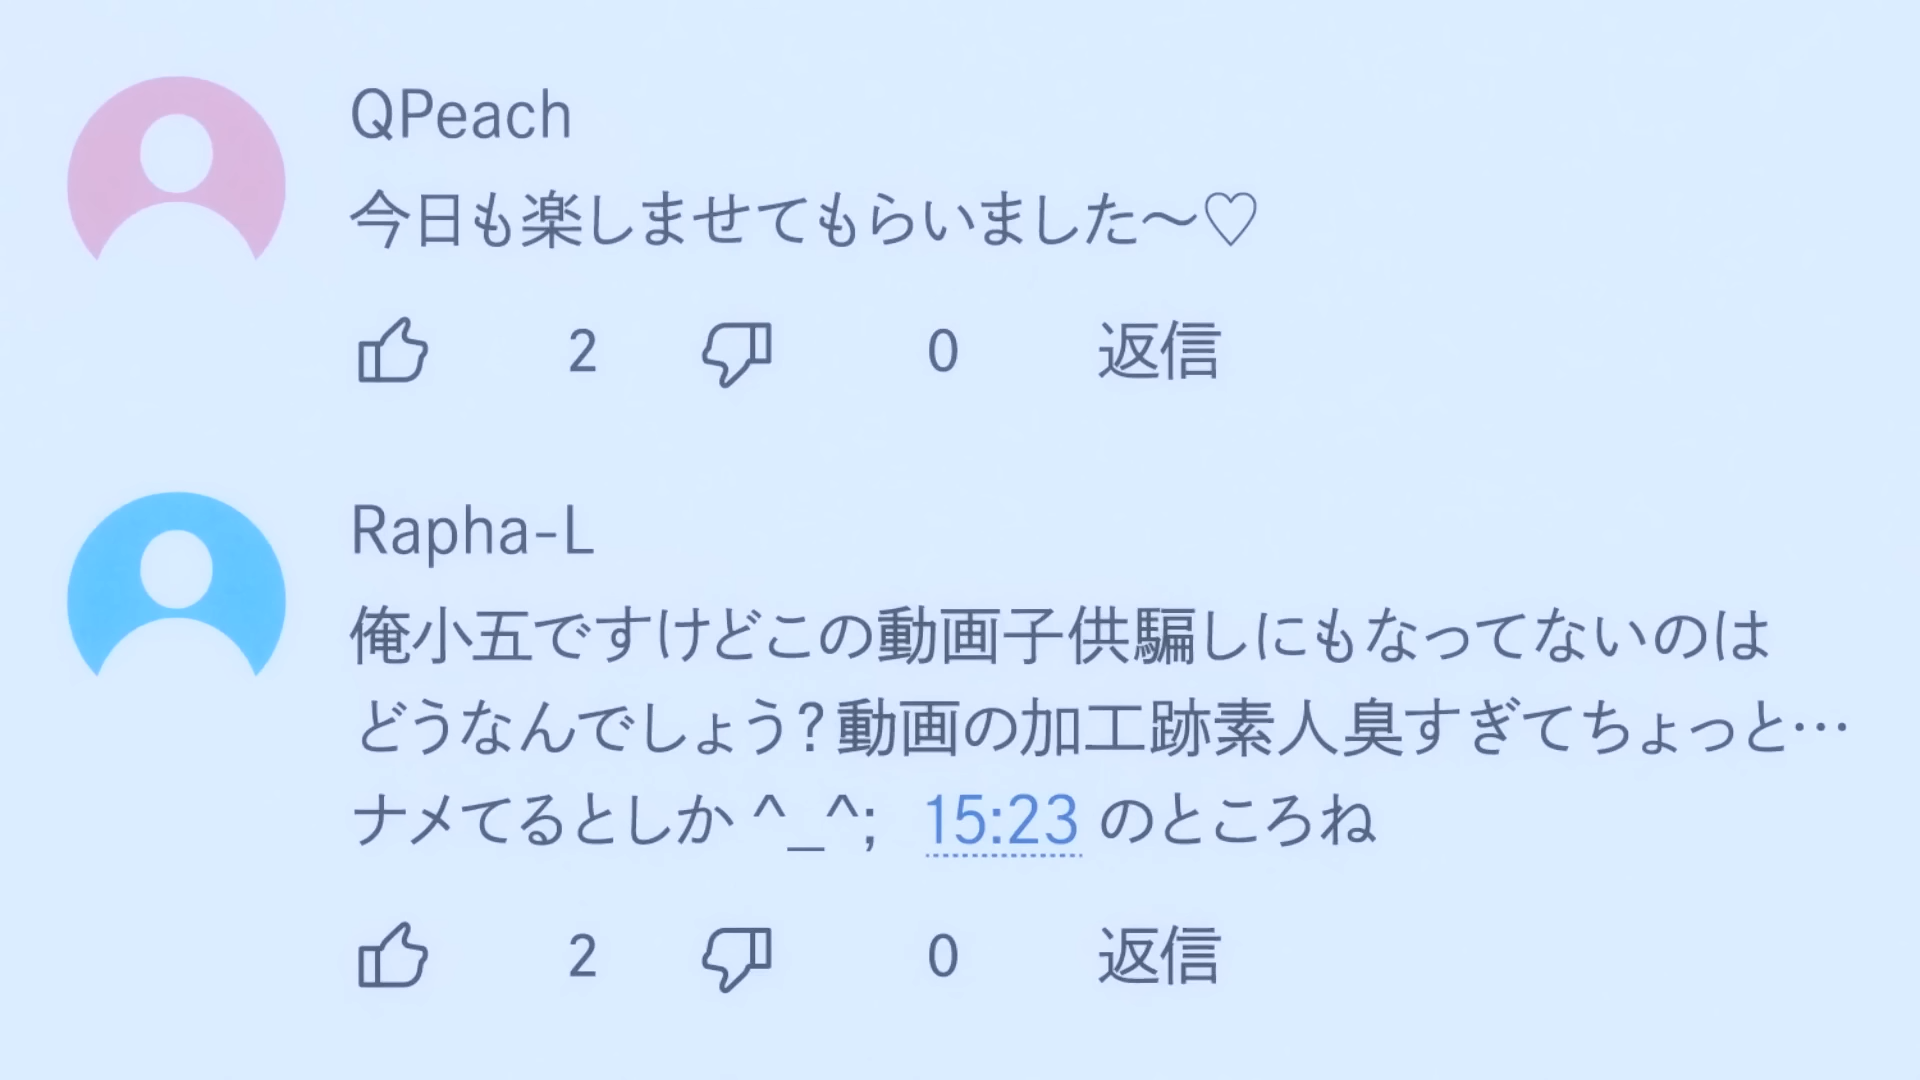 QPeach
今日も楽しませてもらいました～♡
2 0 返信
Rapha-L
俺小五ですけどこの動画子供騙しにもなってないのは
どうなんでしょう？動画の加工跡素人臭すぎてちょっと…
ナメてるとしか ^_^; 15:23 のところね
2 0 返信